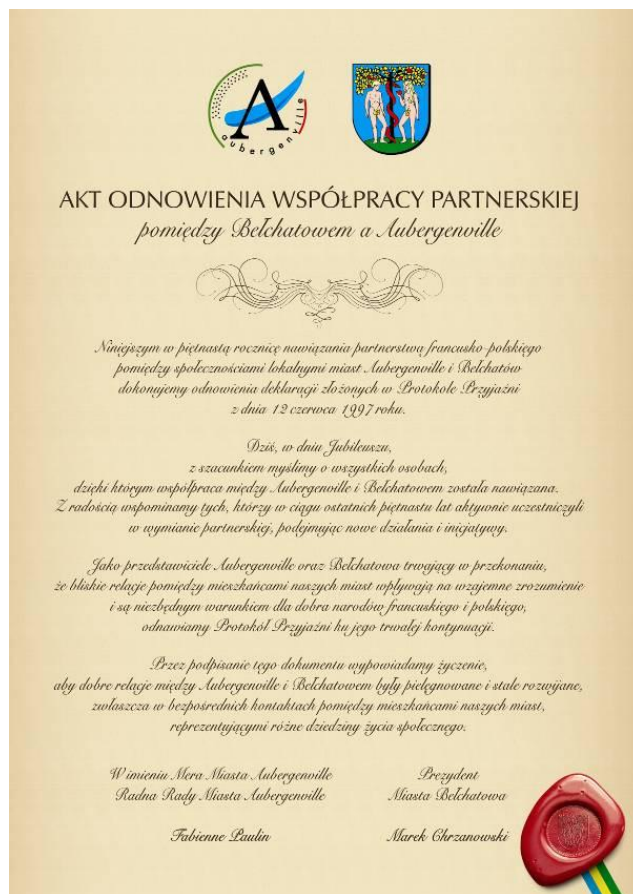 A
aubergenville
AKT ODNOWIENIA WSPÓŁPRACY PARTNERSKIEJ
pomiędzy Bełchatowem a Aubergenville
Niniejszym w piętnastą rocznicę nawiązania partnerstwa francusko-polskiego
pomiędzy społecznościami lokalnymi miast Aubergenville i Bełchatów
dokonujemy odnowienia deklaracji złożonych w Protokole Przyjaźni
z dnia 12 czerwca 1997 roku.
Dziś, w dniu Jubileuszu,
z szacunkiem myślimy o wszystkich osobach,
dzięki którym współpraca między Aubergenville i Bełchatowem została nawiązana.
Z radością wspominamy tych, którzy w ciągu ostatnich piętnastu lat aktywnie uczestniczyli
w wymianie partnerskiej, podejmując nowe działania i inicjatywy.
Jako przedstawiciele Aubergenville oraz Bełchatowa trwający w przekonaniu,
że bliskie relacje pomiędzy mieszkańcami naszych miast wpływają na wzajemne zrozumienie
i są niezbędnym warunkiem dla dobra narodów francuskiego i polskiego,
odnawiamy Protokół Przyjaźni ku jego trwałej kontynuacji.
Przez podpisanie tego dokumentu wypowiadamy życzenie,
aby dobre relacje między Aubergenville i Bełchatowem były pielęgnowane i stale rozwijane,
zwłaszcza w bezpośrednich kontaktach pomiędzy mieszkańcami naszych miast,
reprezentującymi różne dziedziny życia społecznego.
W imieniu Mera Miasta Aubergenville
Radna Rady Miasta Aubergenville
Fabienne Paulin
Prezydent
Miasta Bełchatowa
Marek Chrzanowski